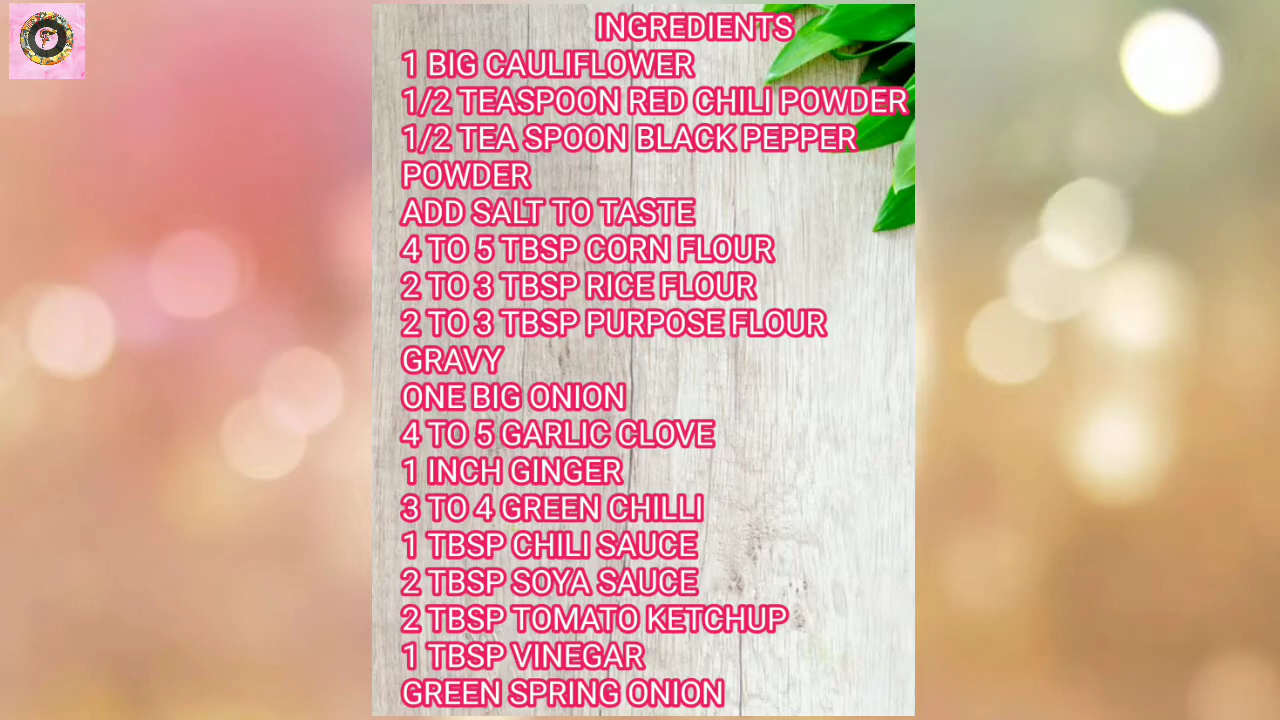 INGREDIENTS
1 BIG CAULIFLOWER
1/2 TEASPOON RED CHILI POWDER
1/2 TEA SPOON BLACK PEPPER
POWDER
ADD SALT TO TASTE
4 TO 5 TBSP CORN FLOUR
2 TO 3 TBSP RICE FLOUR
2 TO 3 TBSP PURPOSE FLOUR
GRAVY
ONE BIG ONION
4 TO 5 GARLIC CLOVE
1 INCH GINGER
3 TO 4 GREEN CHILLI
1 TBSP CHILI SAUCE
2 TBSP SOYA SAUCE
2 TBSP TOMATO KETCHUP
1 TBSP VINEGAR
GREEN SPRING ONION